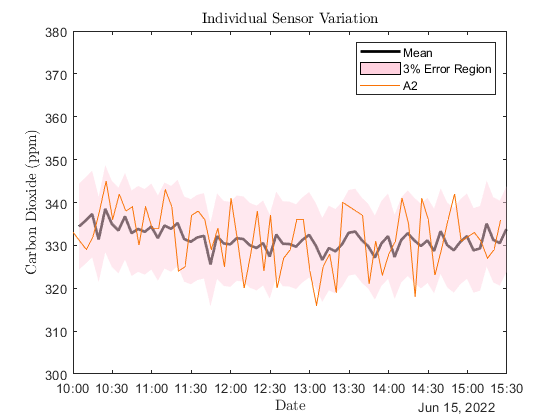 Individual Sensor Variation
380
370
360
350
340
330
320
310
300
Carbon Dioxide (ppm)
Mean
3% Error Region
A2
10:00 10:30 11:00 11:30 12:00 12:30 13:00 13:30 14:00 14:30 15:00 15:30
Date
Jun 15, 2022